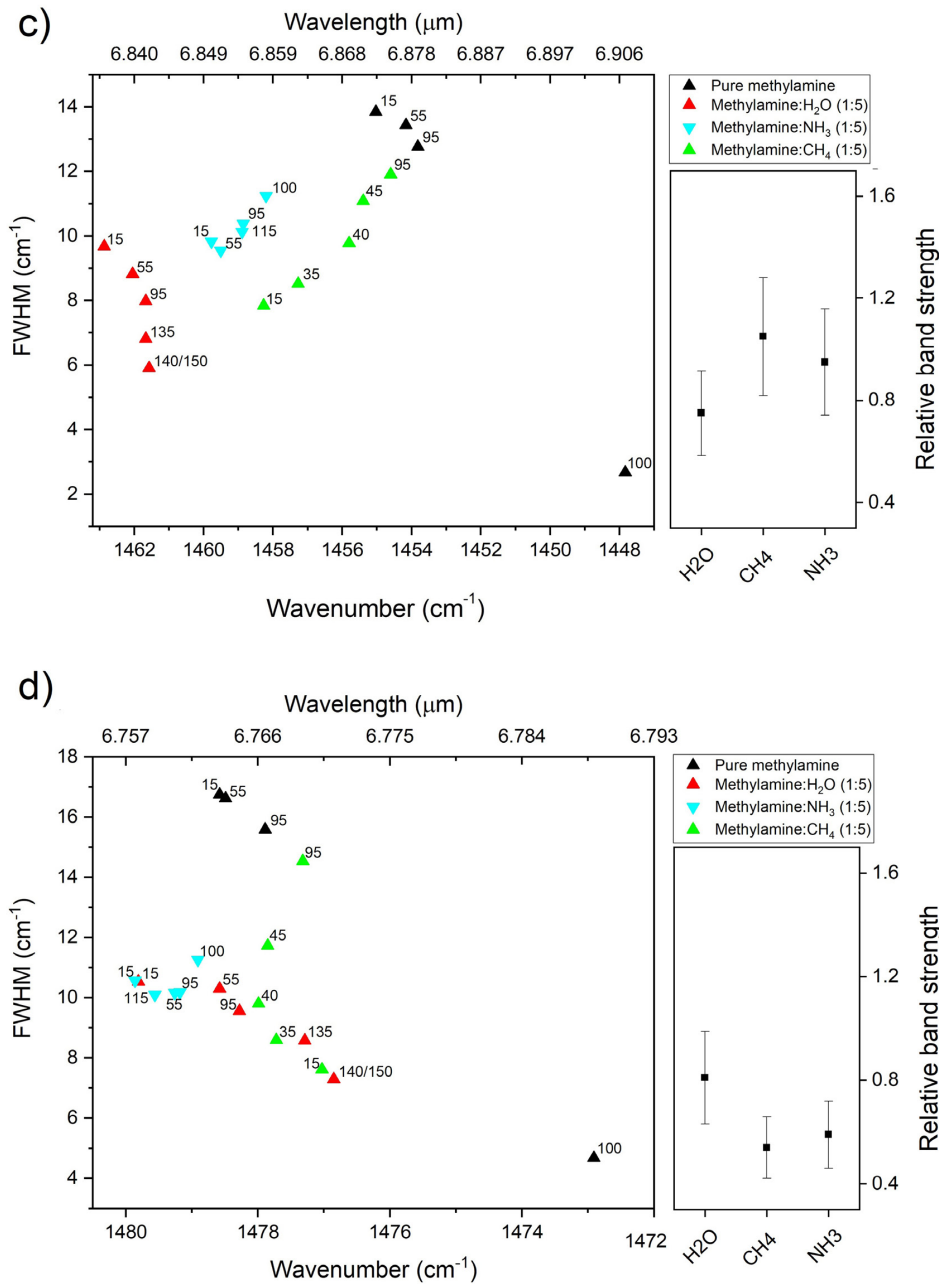 c)
Wavelength (μm)
6.840 6.849 6.859 6.868 6.878 6.887 6.897 6.906
14
12
10
8
6
4
2
FWHM (cm-1)
15
55
95
95
45
40
35
15
100
95
15
115
55
15
55
95
135
140/150
100
1462 1460 1458 1456 1454 1452 1450 1448
Wavenumber (cm-1)
Pure methylamine
Methylamine:H2O (1:5)
Methylamine:NH3 (1:5)
Methylamine:CH4 (1:5)
1.6
1.2
0.8
0.4
Relative band strength
H2O CH4 NH3
d)
Wavelength (μm)
6.757 6.766 6.775 6.784 6.793
18
16
14
12
10
8
6
4
FWHM (cm-1)
15
55
95
95
45
100
15
15
115
55
95
55
95
40
35
135
15
140/150
100
1480 1478 1476 1474 1472
Wavenumber (cm-1)
Pure methylamine
Methylamine:H2O (1:5)
Methylamine:NH3 (1:5)
Methylamine:CH4 (1:5)
1.6
1.2
0.8
0.4
Relative band strength
H2O CH4 NH3